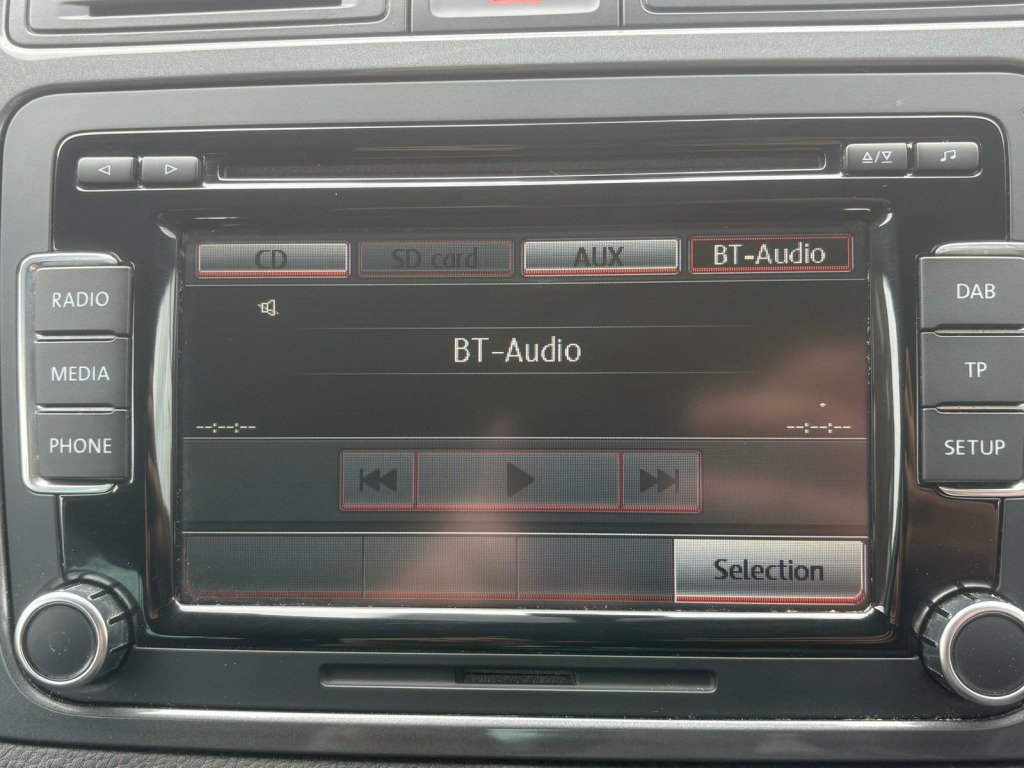 CD SD card AUX BT-Audio
RADIO
DAB
BT-Audio
MEDIA
TP
--:--:-- --:--:--
PHONE
SETUP
Selection